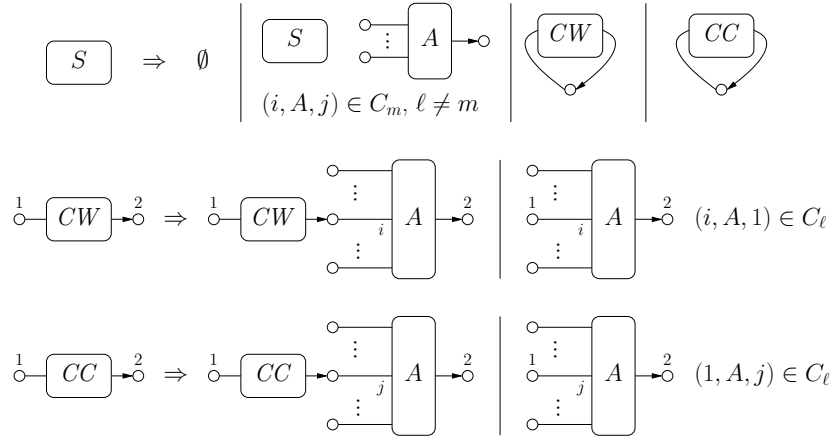 S ⇒ ∅ S A CW CC
(i, A, j) ∈ C_m, ℓ ≠ m
1 CW 2 ⇒ 1 CW ⋮ i ⋮ A 2 ⋮ 1 i ⋮ A 2 (i, A, 1) ∈ C_ℓ
1 CC 2 ⇒ 1 CC ⋮ j ⋮ A 2 ⋮ 1 j ⋮ A 2 (1, A, j) ∈ C_ℓ